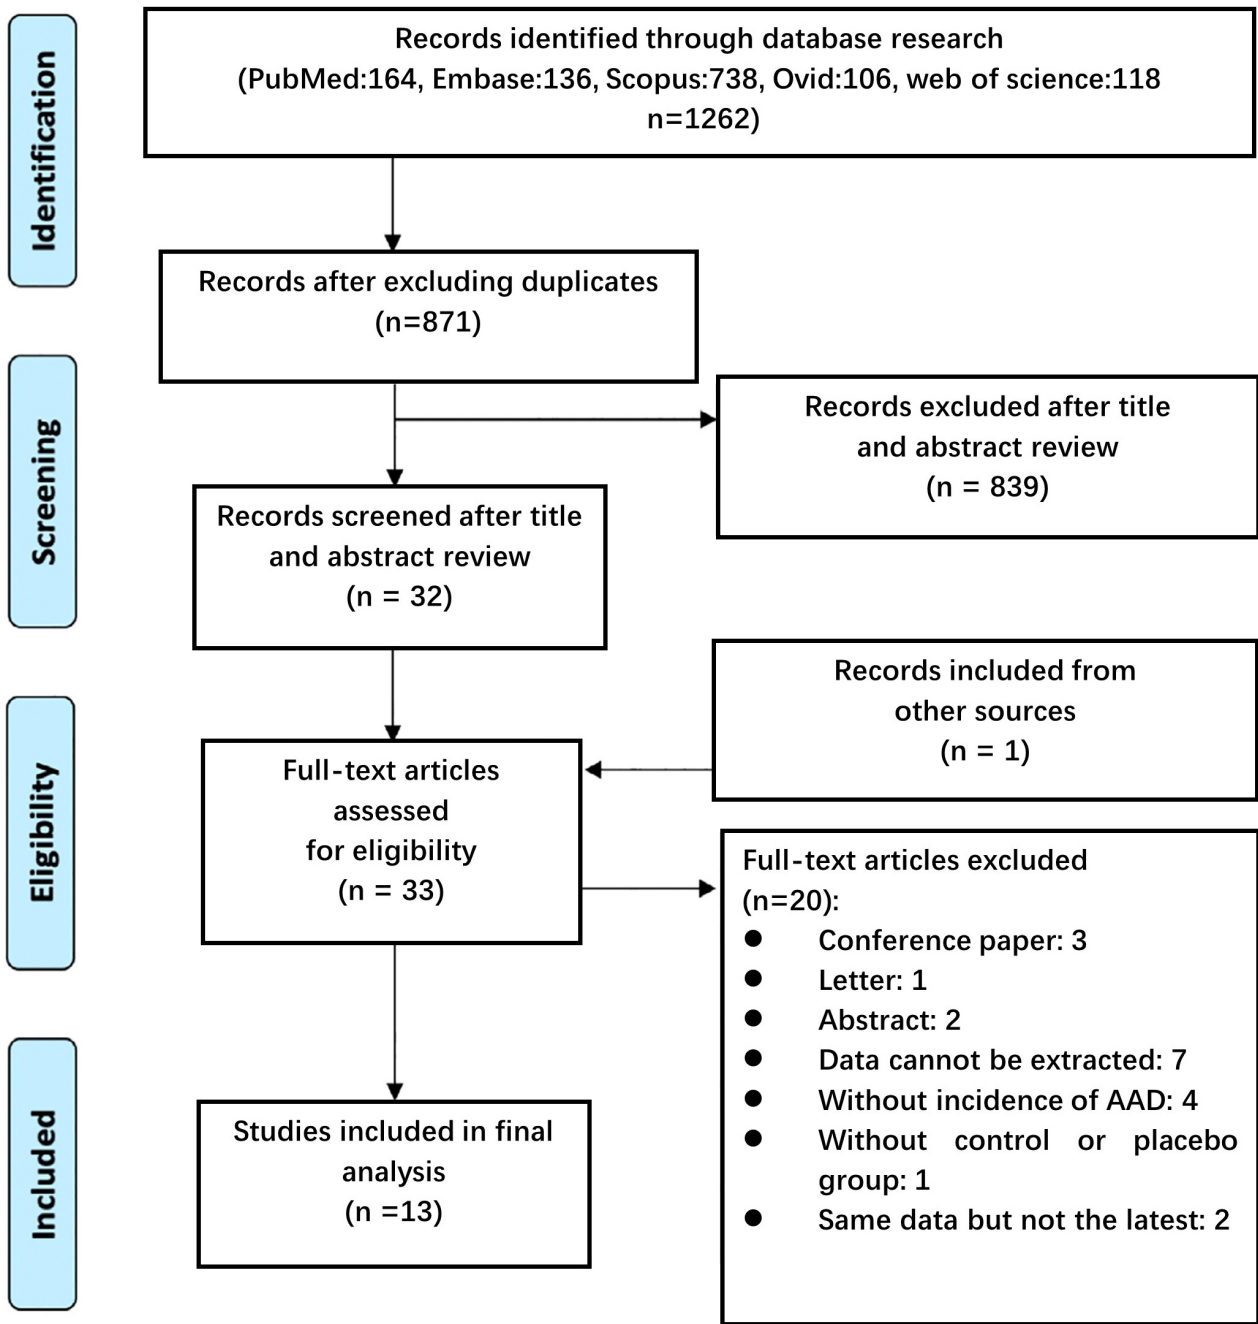 Identification
Records identified through database research
(PubMed:164, Embase:136, Scopus:738, Ovid:106, web of science:118
n=1262)
Records after excluding duplicates
(n=871)
Screening
Records excluded after title
and abstract review
(n = 839)
Records screened after title
and abstract review
(n = 32)
Records included from
other sources
(n = 1)
Eligibility
Full-text articles
assessed
for eligibility
(n = 33)
Full-text articles excluded
(n=20):
● Conference paper: 3
● Letter: 1
● Abstract: 2
● Data cannot be extracted: 7
● Without incidence of AAD: 4
● Without control or placebo
group: 1
● Same data but not the latest: 2
Included
Studies included in final
analysis
(n =13)